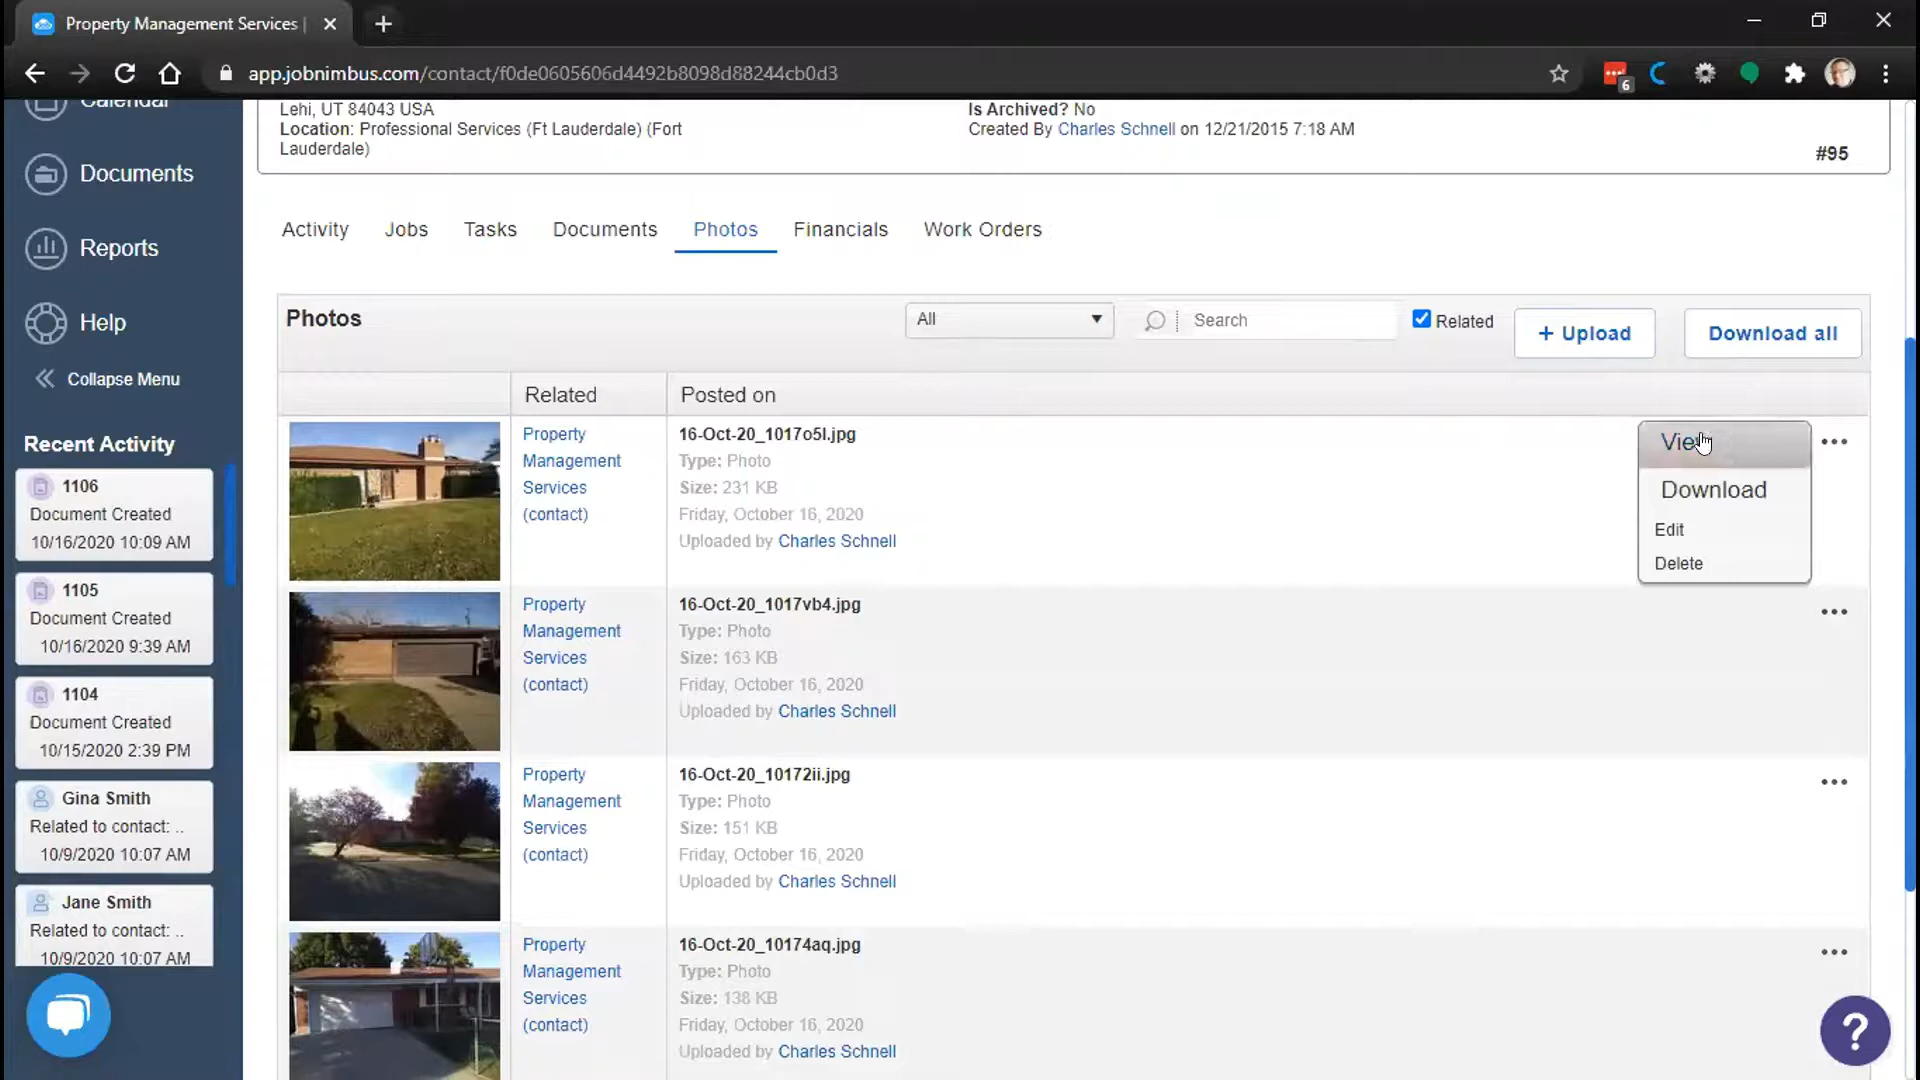 Property Management Services |
app.jobnimbus.com/contact/f0de0605606d4492b8098d88244cb0d3
6
Calendar
Documents
Reports
Help
Collapse Menu
Recent Activity
1106
Document Created
10/16/2020 10:09 AM
1105
Document Created
10/16/2020 9:39 AM
1104
Document Created
10/15/2020 2:39 PM
Gina Smith
Related to contact: ..
10/9/2020 10:07 AM
Jane Smith
Related to contact: ..
10/9/2020 10:07 AM
Lehi, UT 84043 USA
Location: Professional Services (Ft Lauderdale) (Fort
Lauderdale)
Is Archived? No
Created By Charles Schnell on 12/21/2015 7:18 AM
#95
Activity Jobs Tasks Documents Photos Financials Work Orders
Photos All Search Related + Upload Download all
Related Posted on
Property
Management
Services
(contact)
16-Oct-20_1017o5l.jpg
Type: Photo
Size: 231 KB
Friday, October 16, 2020
Uploaded by Charles Schnell
View
Download
Edit
Delete
Property
Management
Services
(contact)
16-Oct-20_1017vb4.jpg
Type: Photo
Size: 163 KB
Friday, October 16, 2020
Uploaded by Charles Schnell
Property
Management
Services
(contact)
16-Oct-20_10172ii.jpg
Type: Photo
Size: 151 KB
Friday, October 16, 2020
Uploaded by Charles Schnell
Property
Management
Services
(contact)
16-Oct-20_10174aq.jpg
Type: Photo
Size: 138 KB
Friday, October 16, 2020
Uploaded by Charles Schnell
?